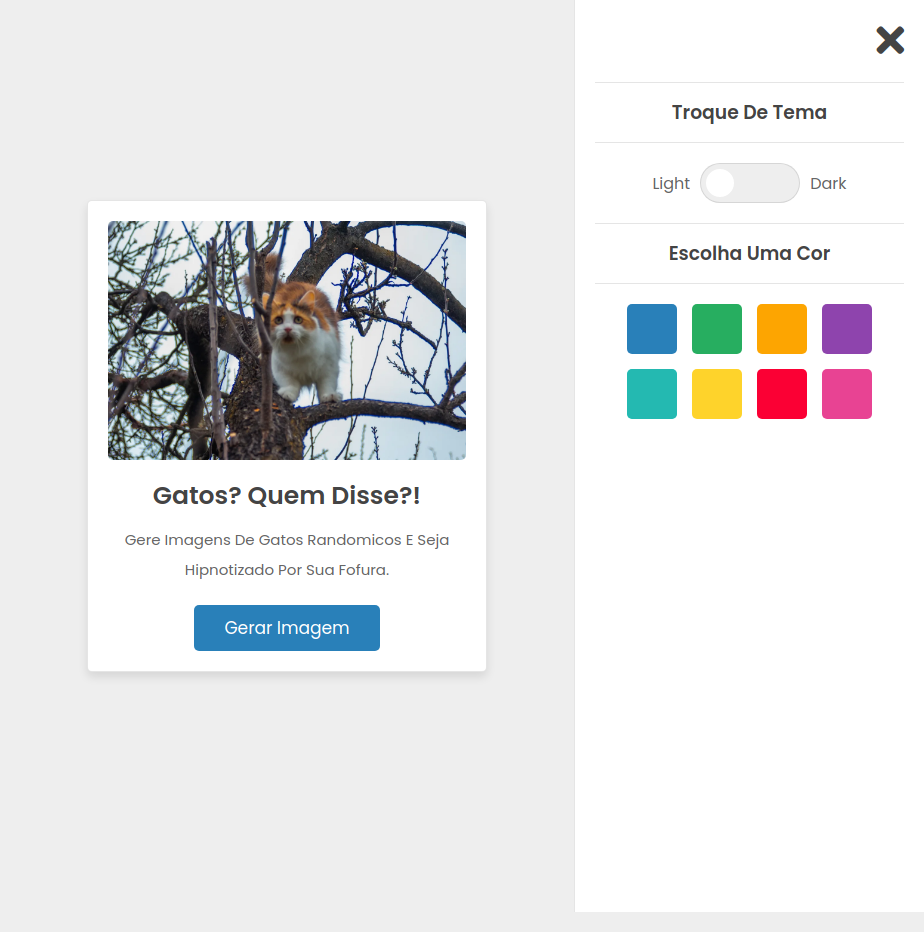 Troque De Tema
Light Dark
Escolha Uma Cor
Gatos? Quem Disse?!
Gere Imagens De Gatos Randomicos E Seja
Hipnotizado Por Sua Fofura.
Gerar Imagem